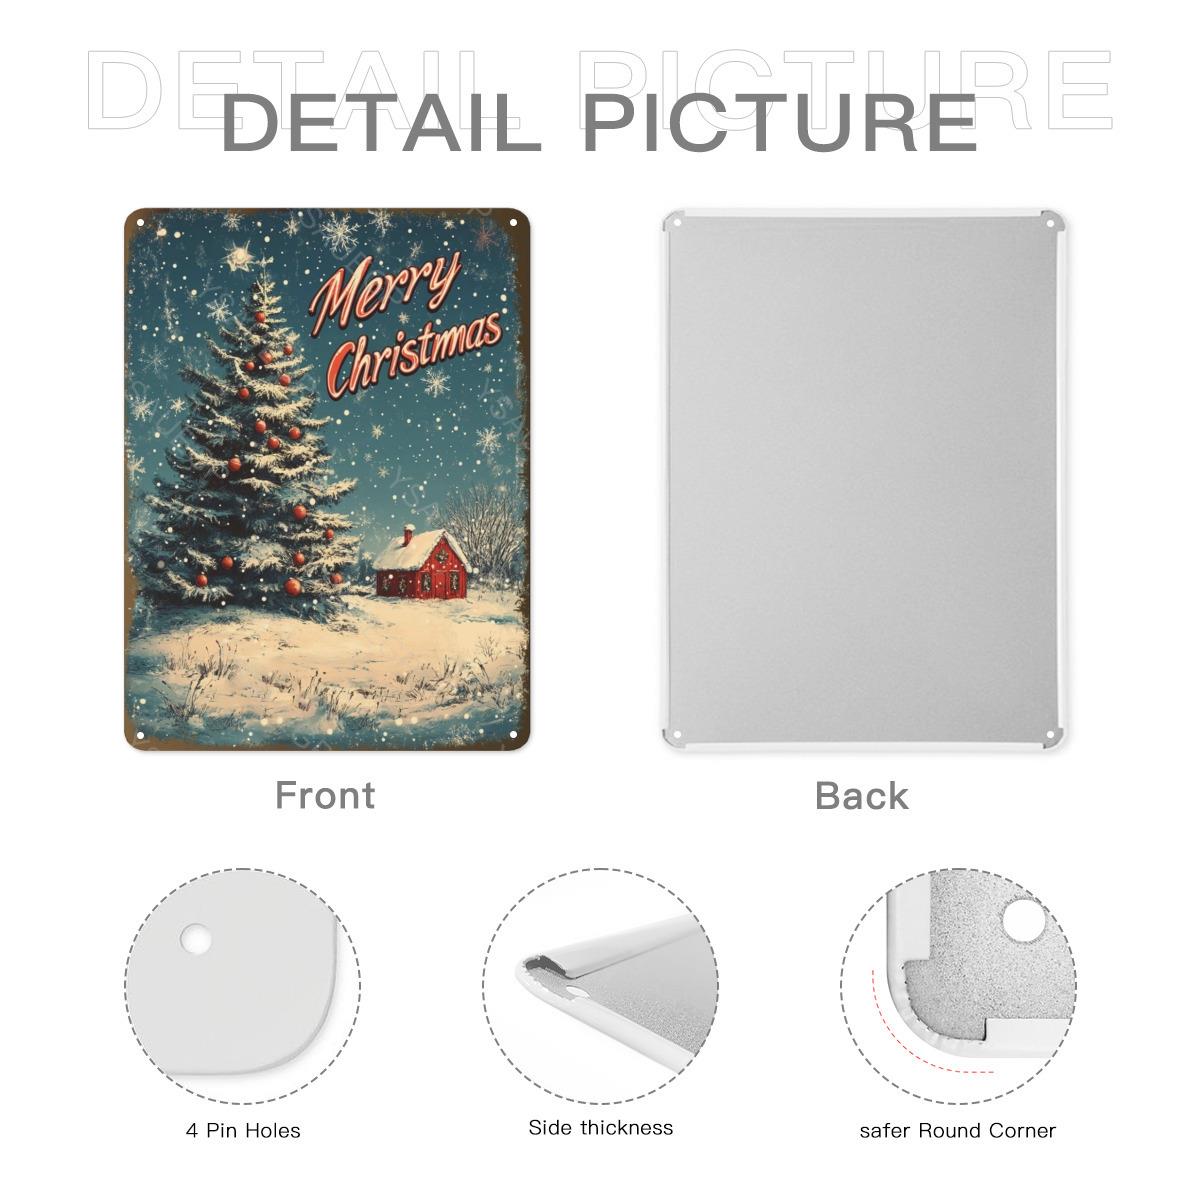 DETAIL PICTURE
DETAIL PICTURE
Merry
Christmas
Front
Back
4 Pin Holes
Side thickness
safer Round Corner